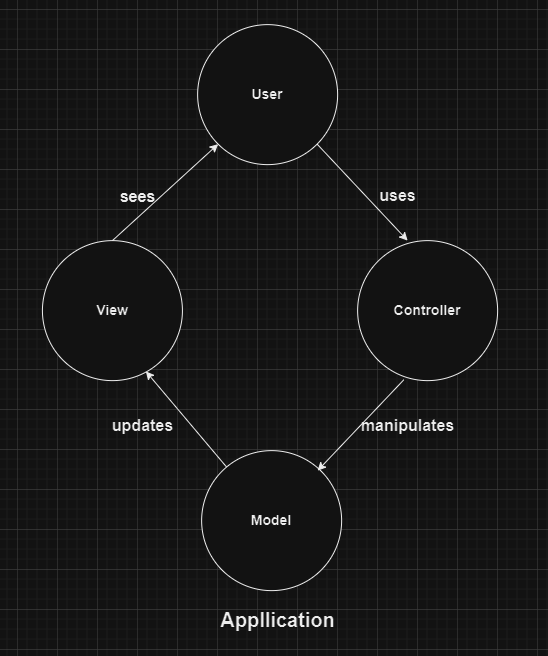 User
sees
uses
View
Controller
updates
manipulates
Model
Appllication